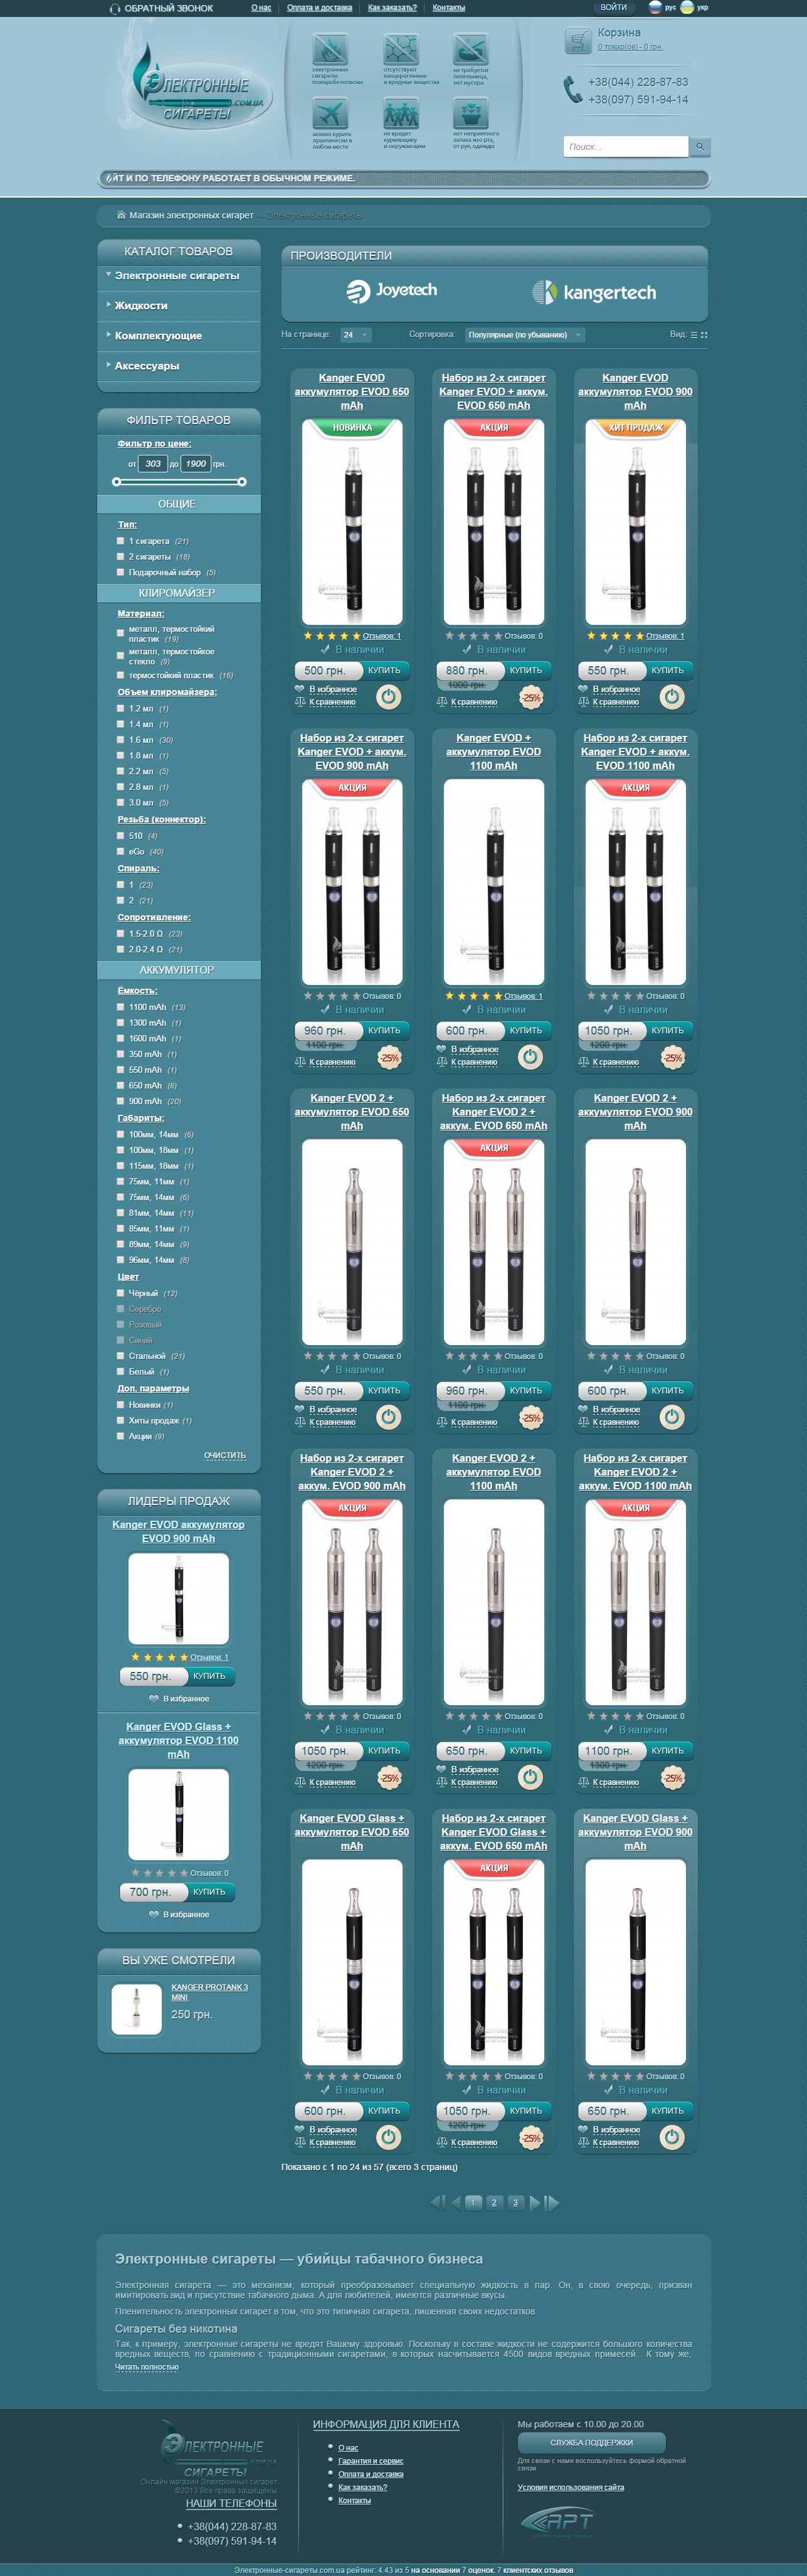 ОБРАТНЫЙ ЗВОНОК
О нас
Оплата и доставка
Как заказать?
Контакты
ВОЙТИ
рус
укр
ЭЛЕКТРОННЫЕ
.COM.UA
СИГАРЕТЫ
электронные
сигареты
пожаробезопасны
отсутствуют
канцерогенные
и вредные вещества
не требуется
пепельница,
нет мусора
можно курить
практически в
любом месте
не вредит
курильщику
и окружающим
нет неприятного
запаха изо рта,
от рук, одежды
Корзина
0 товар(ов) - 0 грн.
+38(044) 228-87-83
+38(097) 591-94-14
Поиск...
ЙТ И ПО ТЕЛЕФОНУ РАБОТАЕТ В ОБЫЧНОМ РЕЖИМЕ.
Магазин электронных сигарет → Электронные сигареты
КАТАЛОГ ТОВАРОВ
Электронные сигареты
Жидкости
Комплектующие
Аксессуары
ФИЛЬТР ТОВАРОВ
Фильтр по цене:
от 303 до 1900 грн.
ОБЩИЕ
Тип:
1 сигарета (21)
2 сигареты (18)
Подарочный набор (5)
КЛИРОМАЙЗЕР
Материал:
металл, термостойкий
пластик (19)
металл, термостойкое
стекло (9)
термостойкий пластик (16)
Объем клиромайзера:
1.2 мл (1)
1.4 мл (1)
1.6 мл (30)
1.8 мл (1)
2.2 мл (5)
2.8 мл (1)
3.0 мл (5)
Резьба (коннектор):
510 (4)
eGo (40)
Спираль:
1 (23)
2 (21)
Сопротивление:
1.5-2.0 Ω (23)
2.0-2.4 Ω (21)
АККУМУЛЯТОР
Ёмкость:
1100 mAh (13)
1300 mAh (1)
1600 mAh (1)
350 mAh (1)
550 mAh (1)
650 mAh (6)
900 mAh (20)
Габариты:
100мм, 14мм (6)
100мм, 18мм (1)
115мм, 18мм (1)
75мм, 11мм (1)
75мм, 14мм (6)
81мм, 14мм (11)
85мм, 11мм (1)
89мм, 14мм (9)
96мм, 14мм (8)
Цвет
Чёрный (12)
Серебро
Розовый
Синий
Стальной (21)
Белый (1)
Доп. параметры
Новинки (1)
Хиты продаж (1)
Акции (9)
ОЧИСТИТЬ
ЛИДЕРЫ ПРОДАЖ
Kanger EVOD аккумулятор
EVOD 900 mAh
Отзывов: 1
550 грн. КУПИТЬ
В избранное
Kanger EVOD Glass +
аккумулятор EVOD 1100
mAh
Отзывов: 0
700 грн. КУПИТЬ
В избранное
ВЫ УЖЕ СМОТРЕЛИ
KANGER PROTANK 3
MINI
250 грн.
ПРОИЗВОДИТЕЛИ
Joyetech
kangertech
На странице: 24
Сортировка: Популярные (по убыванию)
Вид:
Kanger EVOD
аккумулятор EVOD 650
mAh
НОВИНКА
Отзывов: 1
В наличии
500 грн. КУПИТЬ
В избранное
К сравнению
Набор из 2-х сигарет
Kanger EVOD + аккум.
EVOD 650 mAh
АКЦИЯ
Отзывов: 0
В наличии
880 грн. КУПИТЬ
1000 грн.
К сравнению
-25%
Kanger EVOD
аккумулятор EVOD 900
mAh
ХИТ ПРОДАЖ
Отзывов: 1
В наличии
550 грн. КУПИТЬ
В избранное
К сравнению
Набор из 2-х сигарет
Kanger EVOD + аккум.
EVOD 900 mAh
АКЦИЯ
Отзывов: 0
В наличии
960 грн. КУПИТЬ
1100 грн.
К сравнению
-25%
Kanger EVOD +
аккумулятор EVOD
1100 mAh
Отзывов: 1
В наличии
600 грн. КУПИТЬ
В избранное
К сравнению
Набор из 2-х сигарет
Kanger EVOD + аккум.
EVOD 1100 mAh
АКЦИЯ
Отзывов: 0
В наличии
1050 грн. КУПИТЬ
1200 грн.
К сравнению
-25%
Kanger EVOD 2 +
аккумулятор EVOD 650
mAh
Отзывов: 0
В наличии
550 грн. КУПИТЬ
В избранное
К сравнению
Набор из 2-х сигарет
Kanger EVOD 2 +
аккум. EVOD 650 mAh
АКЦИЯ
Отзывов: 0
В наличии
960 грн. КУПИТЬ
1100 грн.
К сравнению
-25%
Kanger EVOD 2 +
аккумулятор EVOD 900
mAh
Отзывов: 0
В наличии
600 грн. КУПИТЬ
В избранное
К сравнению
Набор из 2-х сигарет
Kanger EVOD 2 +
аккум. EVOD 900 mAh
АКЦИЯ
Отзывов: 0
В наличии
1050 грн. КУПИТЬ
1200 грн.
К сравнению
-25%
Kanger EVOD 2 +
аккумулятор EVOD
1100 mAh
Отзывов: 0
В наличии
650 грн. КУПИТЬ
В избранное
К сравнению
Набор из 2-х сигарет
Kanger EVOD 2 +
аккум. EVOD 1100 mAh
АКЦИЯ
Отзывов: 0
В наличии
1100 грн. КУПИТЬ
1300 грн.
К сравнению
-25%
Kanger EVOD Glass +
аккумулятор EVOD 650
mAh
Отзывов: 0
В наличии
600 грн. КУПИТЬ
В избранное
К сравнению
Набор из 2-х сигарет
Kanger EVOD Glass +
аккум. EVOD 650 mAh
АКЦИЯ
Отзывов: 0
В наличии
1050 грн. КУПИТЬ
1200 грн.
К сравнению
-25%
Kanger EVOD Glass +
аккумулятор EVOD 900
mAh
Отзывов: 0
В наличии
650 грн. КУПИТЬ
В избранное
К сравнению
Показано с 1 по 24 из 57 (всего 3 страниц)
1 2 3
Электронные сигареты — убийцы табачного бизнеса
Электронная сигарета — это механизм, который преобразовывает специальную жидкость в пар. Он, в свою очередь, призван
имитировать вид и присутствие табачного дыма. А для любителей, имеются различные вкусы.
Пленительность электронных сигарет в том, что это типичная сигарета, лишенная своих недостатков.
Сигареты без никотина
Так, к примеру, электронные сигареты не вредят Вашему здоровью. Поскольку в составе жидкости не содержится большого количества
вредных веществ, по сравнению с традиционными сигаретами, в которых насчитывается 4500 видов вредных примесей. К тому же,
Читать полностью
ЭЛЕКТРОННЫЕ
.COM.UA
СИГАРЕТЫ
Онлайн магазин Электронных сигарет
©2013 Все права защищены
НАШИ ТЕЛЕФОНЫ
+38(044) 228-87-83
+38(097) 591-94-14
ИНФОРМАЦИЯ ДЛЯ КЛИЕНТА
О нас
Гарантия и сервис
Оплата и доставка
Как заказать?
Контакты
Мы работаем с 10.00 до 20.00
СЛУЖБА ПОДДЕРЖКИ
Для связи с нами воспользуйтесь формой обратной
связи
Условия использования сайта
АРТ
Электронные-сигареты.com.ua рейтинг: 4.43 из 5 на основании 7 оценок. 7 клиентских отзывов